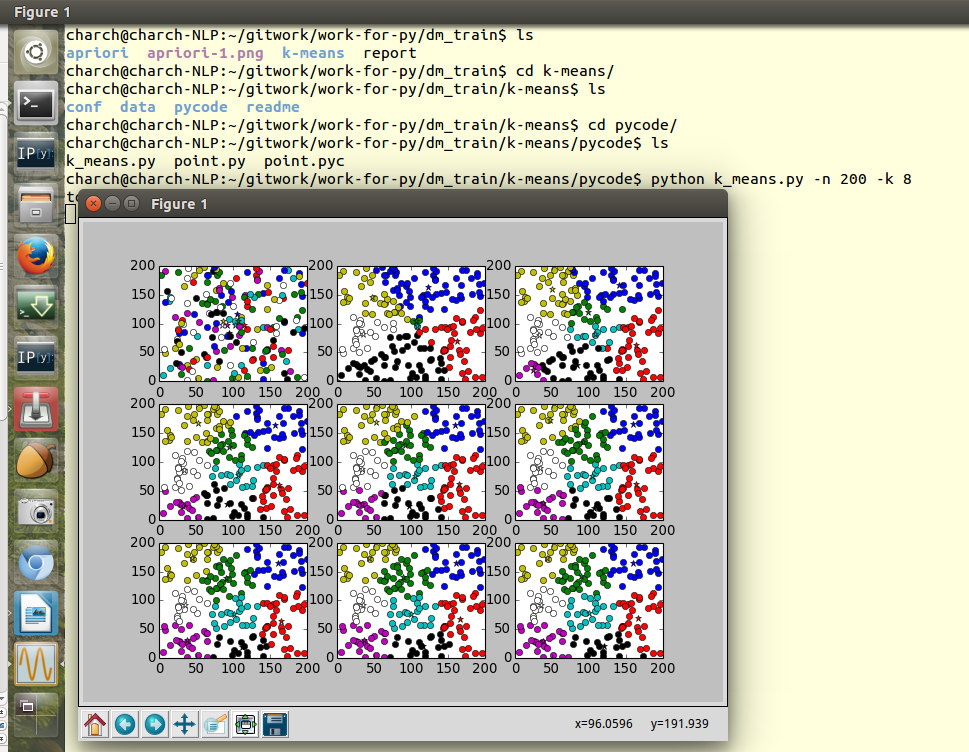 Figure 1
charch@charch-NLP:~/gitwork/work-for-py/dm_train$ ls
apriori apriori-1.png k-means report
charch@charch-NLP:~/gitwork/work-for-py/dm_train$ cd k-means/
charch@charch-NLP:~/gitwork/work-for-py/dm_train/k-means$ ls
conf data pycode readme
charch@charch-NLP:~/gitwork/work-for-py/dm_train/k-means$ cd pycode/
charch@charch-NLP:~/gitwork/work-for-py/dm_train/k-means/pycode$ ls
k_means.py point.py point.pyc
charch@charch-NLP:~/gitwork/work-for-py/dm_train/k-means/pycode$ python k_means.py -n 200 -k 8
Figure 1
200 200 200
150 150 150
100 100 100
50 50 50
0 0 0
0 50 100 150 200 0 50 100 150 200 0 50 100 150 200
200 200 200
150 150 150
100 100 100
50 50 50
0 0 0
0 50 100 150 200 0 50 100 150 200 0 50 100 150 200
200 200 200
150 150 150
100 100 100
50 50 50
0 0 0
0 50 100 150 200 0 50 100 150 200 0 50 100 150 200
x=96.0596 y=191.939
IP[y]:
IP[y]: